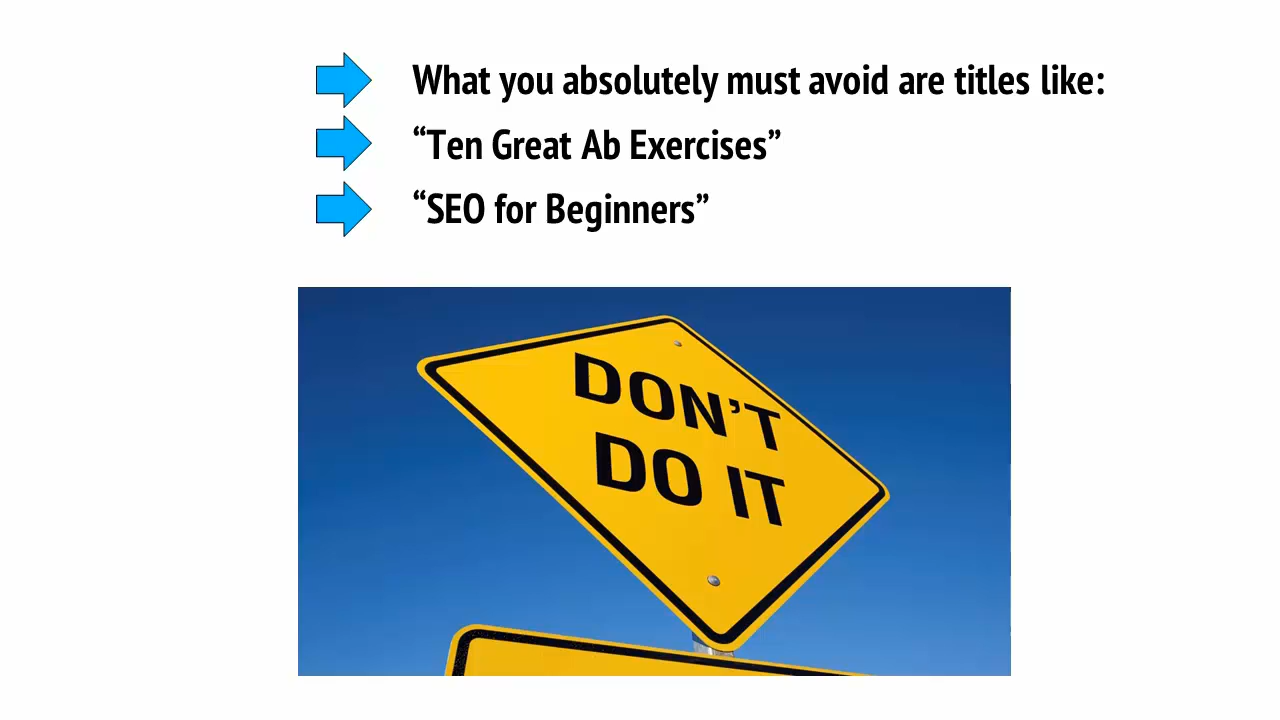 What you absolutely must avoid are titles like:
“Ten Great Ab Exercises”
“SEO for Beginners”
DON’T
DO IT